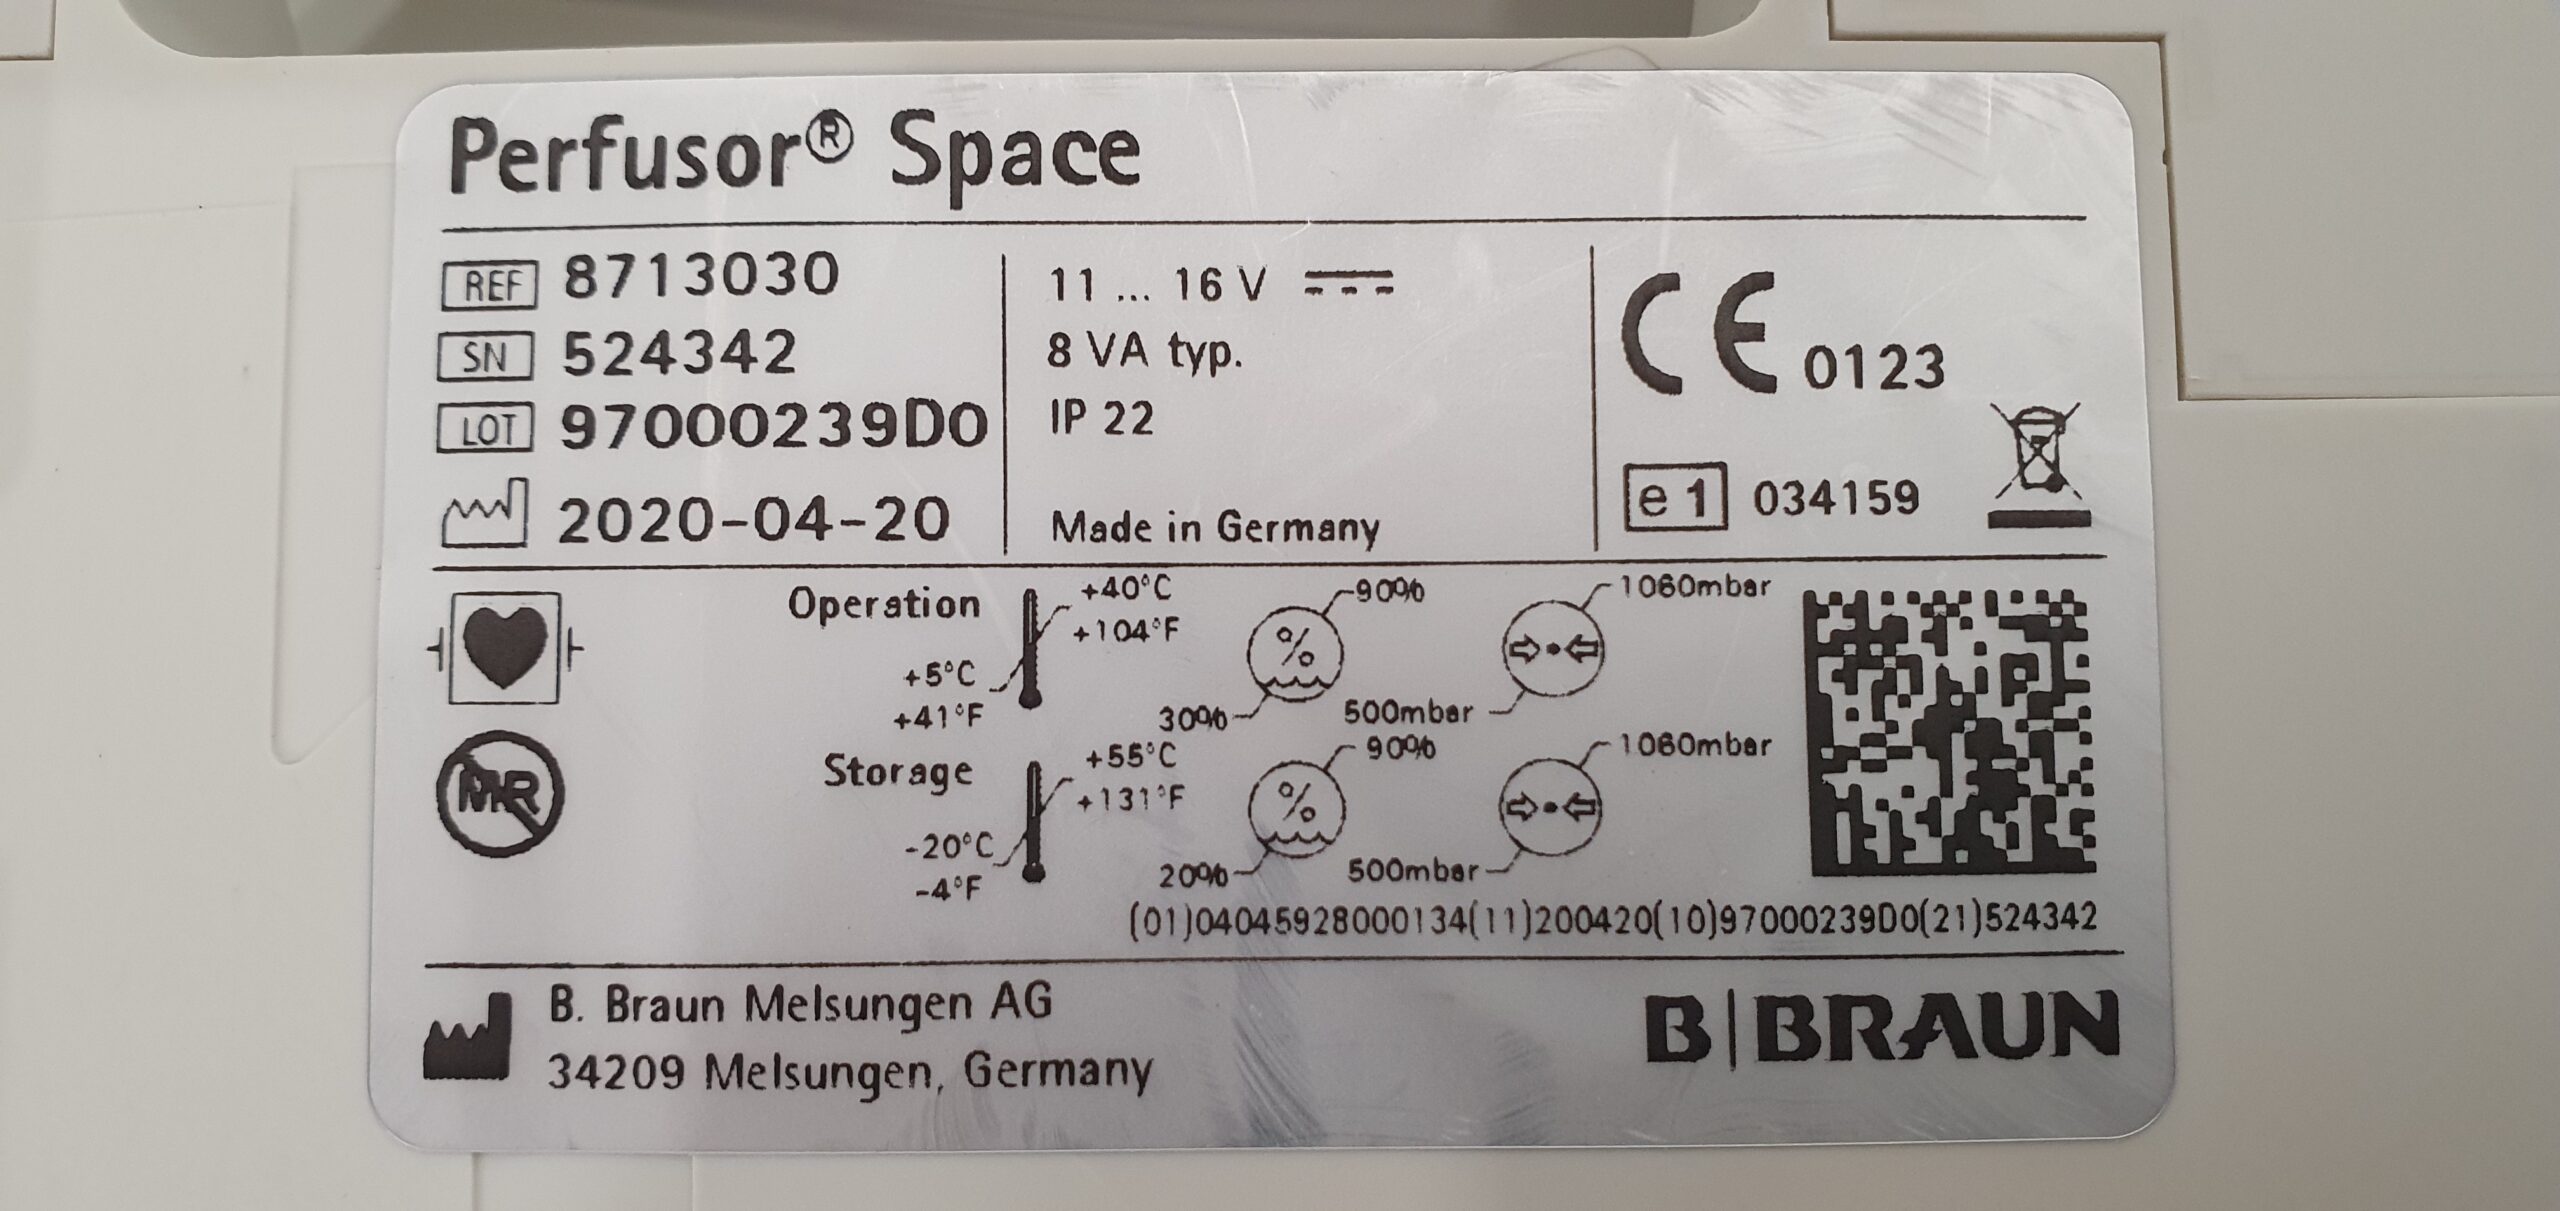 Perfusor® Space
REF 8713030
SN 524342
LOT 97000239D0
2020-04-20
11 ... 16 V
8 VA typ.
IP 22
Made in Germany
CE 0123
e 1 034159
Operation
+40°C
+104°F
+5°C
+41°F
90%
%
30%
1060mbar
500mbar
MR
Storage
+55°C
+131°F
-20°C
-4°F
90%
%
20%
1060mbar
500mbar
(01)04045928000134(11)200420(10)97000239D0(21)524342
B. Braun Melsungen AG
34209 Melsungen, Germany
B|BRAUN